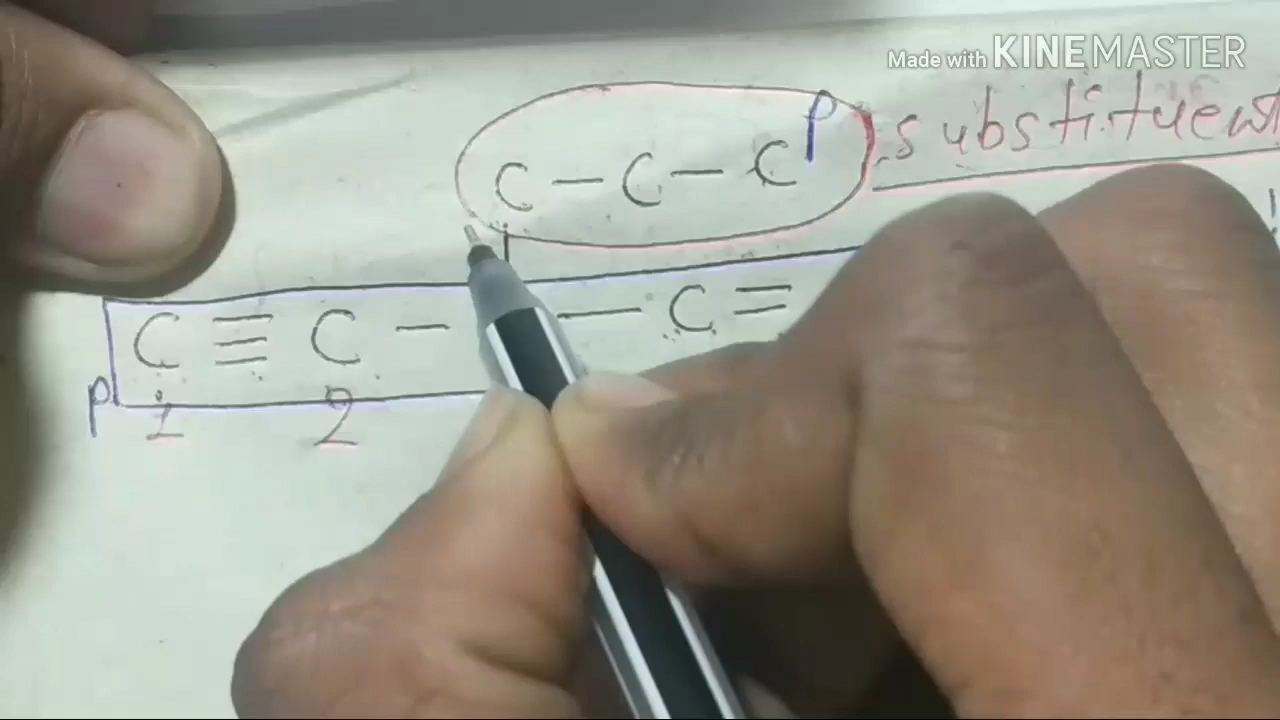 Made with KINEMASTER
C – C – C p substituent
C ≡ C – – C =
p 1 2